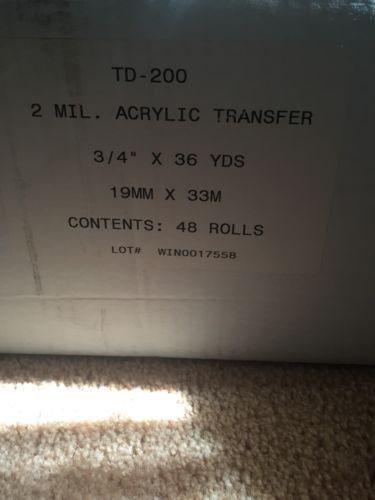 TD-200
2 MIL. ACRYLIC TRANSFER
3/4" X 36 YDS
19MM X 33M
CONTENTS: 48 ROLLS
LOT# WIN0017558